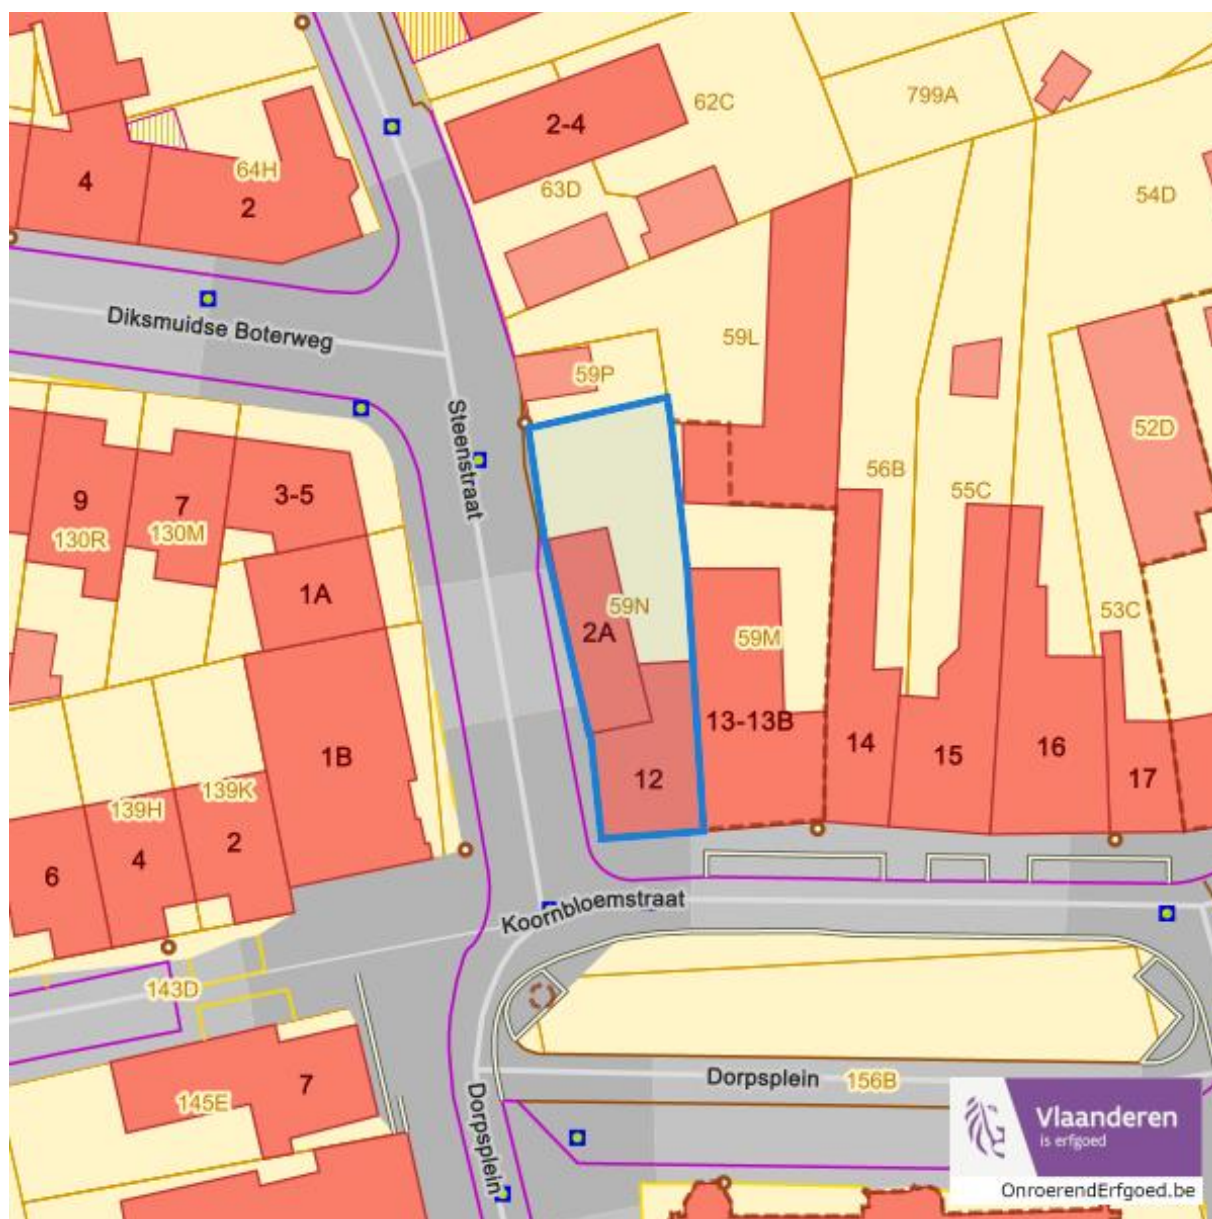 2-4
62C
799A
4
64H
2
63D
54D
Diksmuidse Boterweg
59L
59P
Steenstraat
52D
56B
9
7
3-5
55C
130R
130M
1A
59N
2A
59M
53C
13-13B
14
15
16
17
1B
12
139K
139H
2
4
6
Koornbloemstraat
143D
Dorpsplein
156B
7
145E
Dorpsplein
Vlaanderen
is erfgoed
OnroerendErfgoed.be